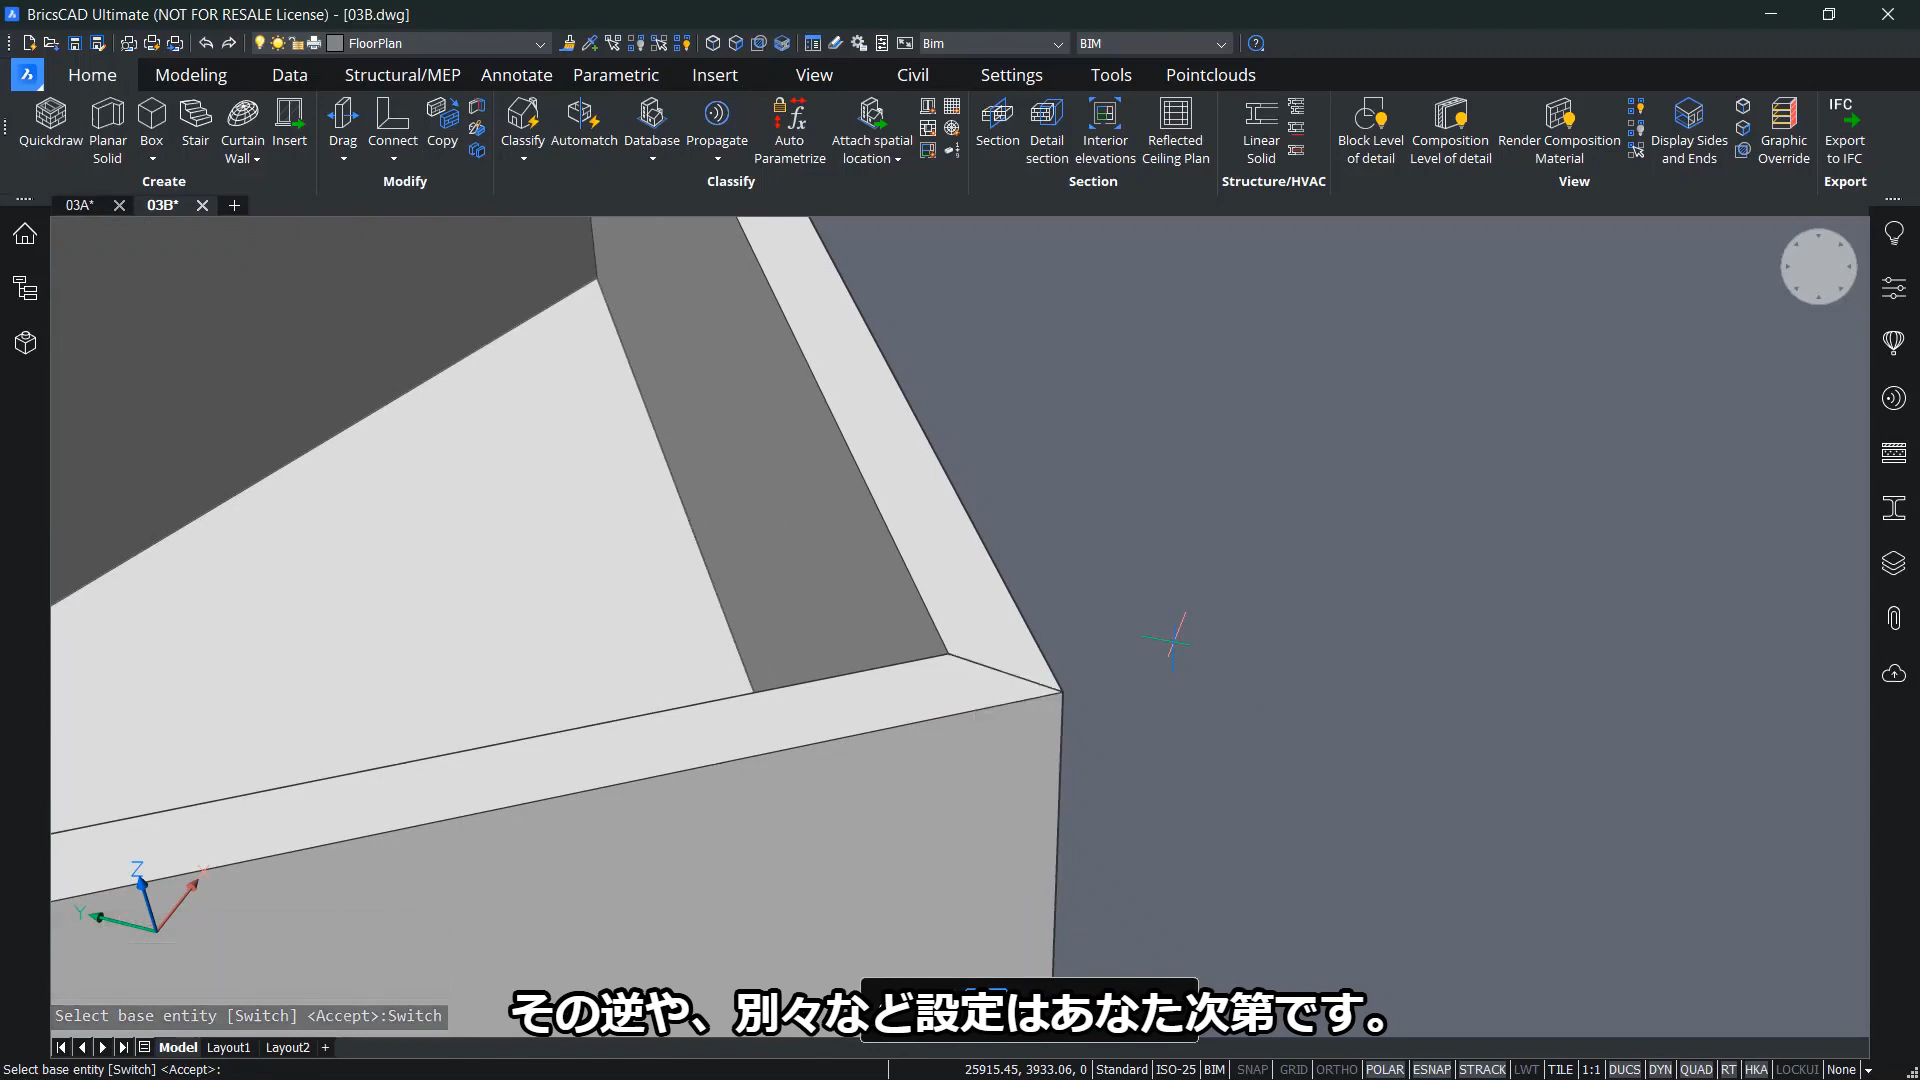 BricsCAD Ultimate (NOT FOR RESALE License) - [03B.dwg]
FloorPlan Bim BIM
Home Modeling Data Structural/MEP Annotate Parametric Insert View Civil Settings Tools Pointclouds
Quickdraw Planar Solid Box Stair Curtain Wall Insert Drag Connect Copy Classify Automatch Database Propagate Auto Parametrize Attach spatial location Section Detail section Interior elevations Reflected Ceiling Plan Linear Solid Block Level of detail Composition Level of detail Render Composition Material Display Sides and Ends Graphic Override IFC Export to IFC
Create Modify Classify Section Structure/HVAC View Export
03A* 03B*
Z
X
Y
Select base entity [Switch] <Accept>:Switch
その逆や、別々など設定はあなた次第です。
Model Layout1 Layout2 +
Select base entity [Switch] <Accept>: 25915.45, 3933.06, 0 Standard ISO-25 BIM SNAP GRID ORTHO POLAR ESNAP STRACK LWT TILE 1:1 DUCS DYN QUAD RT HKA LOCKUI None